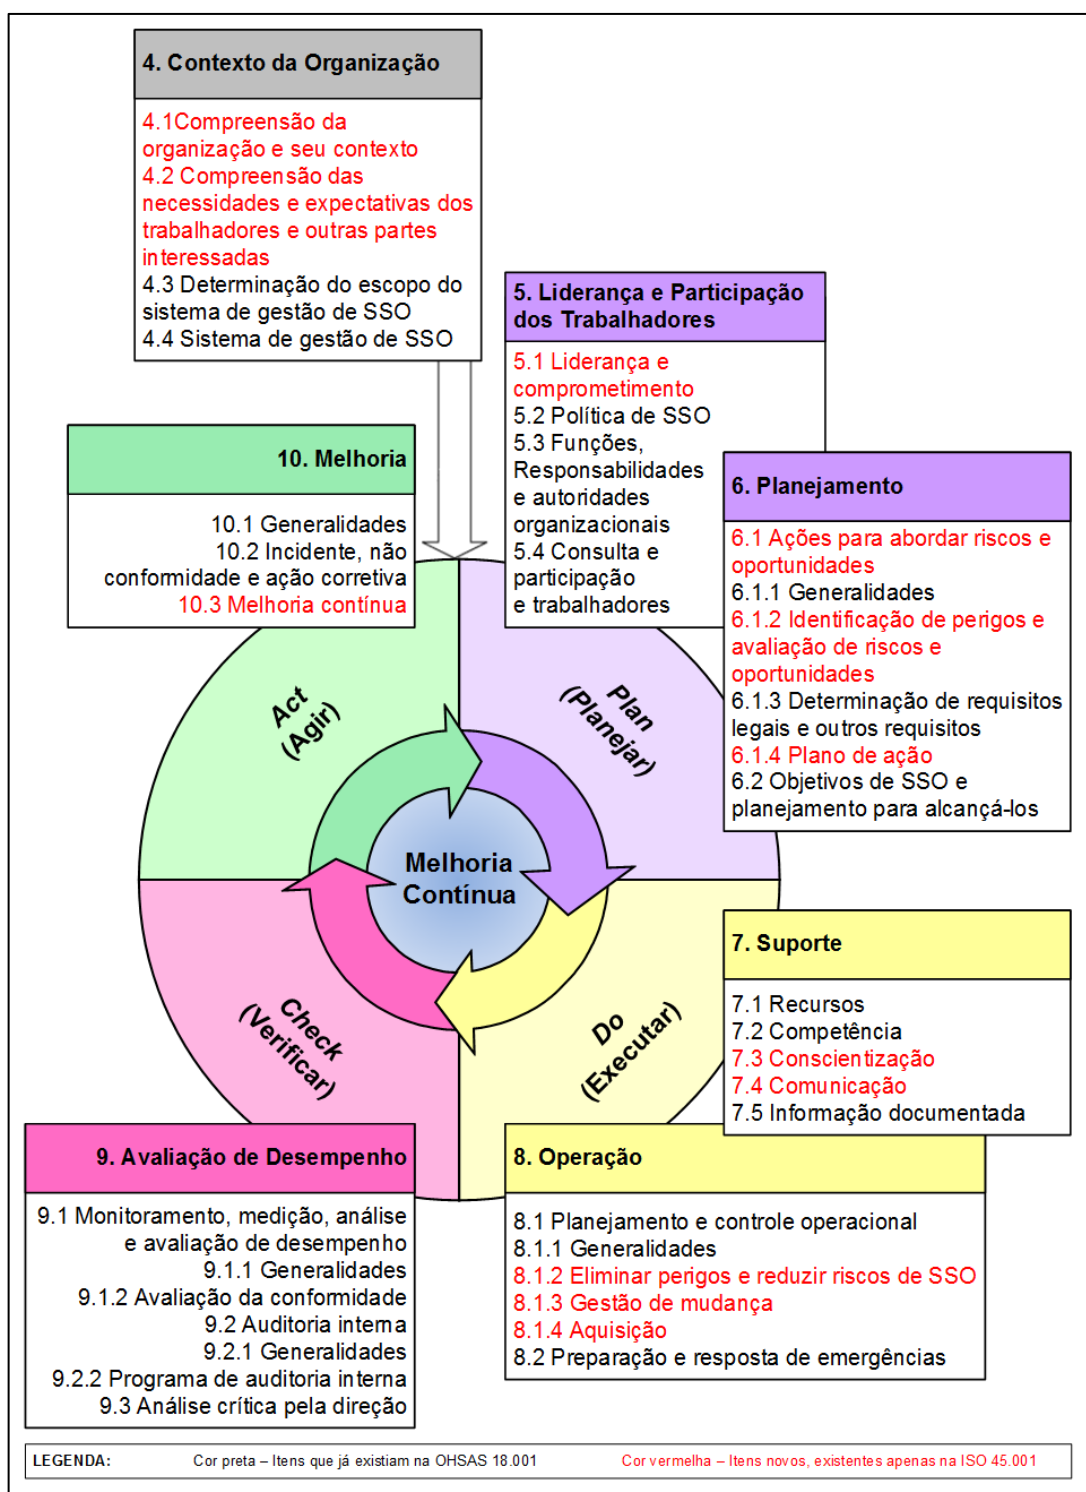 4. Contexto da Organização
4.1Compreensão da
organização e seu contexto
4.2 Compreensão das
necessidades e expectativas dos
trabalhadores e outras partes
interessadas
4.3 Determinação do escopo do
sistema de gestão de SSO
4.4 Sistema de gestão de SSO
5. Liderança e Participação
dos Trabalhadores
5.1 Liderança e
comprometimento
5.2 Política de SSO
5.3 Funções,
Responsabilidades
e autoridades
organizacionais
5.4 Consulta e
participação
e trabalhadores
10. Melhoria
10.1 Generalidades
10.2 Incidente, não
conformidade e ação corretiva
10.3 Melhoria contínua
6. Planejamento
6.1 Ações para abordar riscos e
oportunidades
6.1.1 Generalidades
6.1.2 Identificação de perigos e
avaliação de riscos e
oportunidades
6.1.3 Determinação de requisitos
legais e outros requisitos
6.1.4 Plano de ação
6.2 Objetivos de SSO e
planejamento para alcançá-los
Act
(Agir)
Plan
(Planejar)
Melhoria
Contínua
Check
(Verificar)
Do
(Executar)
7. Suporte
7.1 Recursos
7.2 Competência
7.3 Conscientização
7.4 Comunicação
7.5 Informação documentada
9. Avaliação de Desempenho
9.1 Monitoramento, medição, análise
e avaliação de desempenho
9.1.1 Generalidades
9.1.2 Avaliação da conformidade
9.2 Auditoria interna
9.2.1 Generalidades
9.2.2 Programa de auditoria interna
9.3 Análise crítica pela direção
8. Operação
8.1 Planejamento e controle operacional
8.1.1 Generalidades
8.1.2 Eliminar perigos e reduzir riscos de SSO
8.1.3 Gestão de mudança
8.1.4 Aquisição
8.2 Preparação e resposta de emergências
LEGENDA: Cor preta – Itens que já existiam na OHSAS 18.001 Cor vermelha – Itens novos, existentes apenas na ISO 45.001